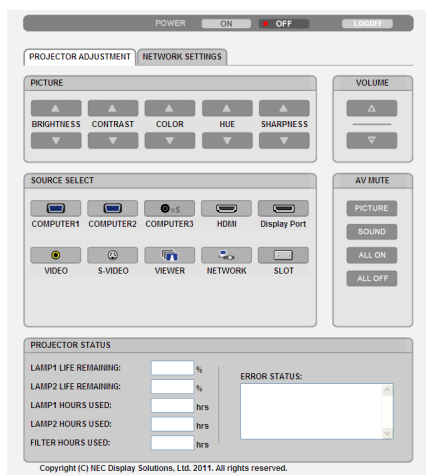 POWER ON OFF LOGOFF
PROJECTOR ADJUSTMENT NETWORK SETTINGS
PICTURE VOLUME
BRIGHTNESS CONTRAST COLOR HUE SHARPNESS
SOURCE SELECT AV MUTE
×5
COMPUTER1 COMPUTER2 COMPUTER3 HDMI Display Port
PICTURE
SOUND
VIDEO S-VIDEO VIEWER NETWORK SLOT
ALL ON
ALL OFF
PROJECTOR STATUS
LAMP1 LIFE REMAINING: %
LAMP2 LIFE REMAINING: %
LAMP1 HOURS USED: hrs
LAMP2 HOURS USED: hrs
FILTER HOURS USED: hrs
ERROR STATUS:
Copyright (C) NEC Display Solutions, Ltd. 2011. All rights reserved.